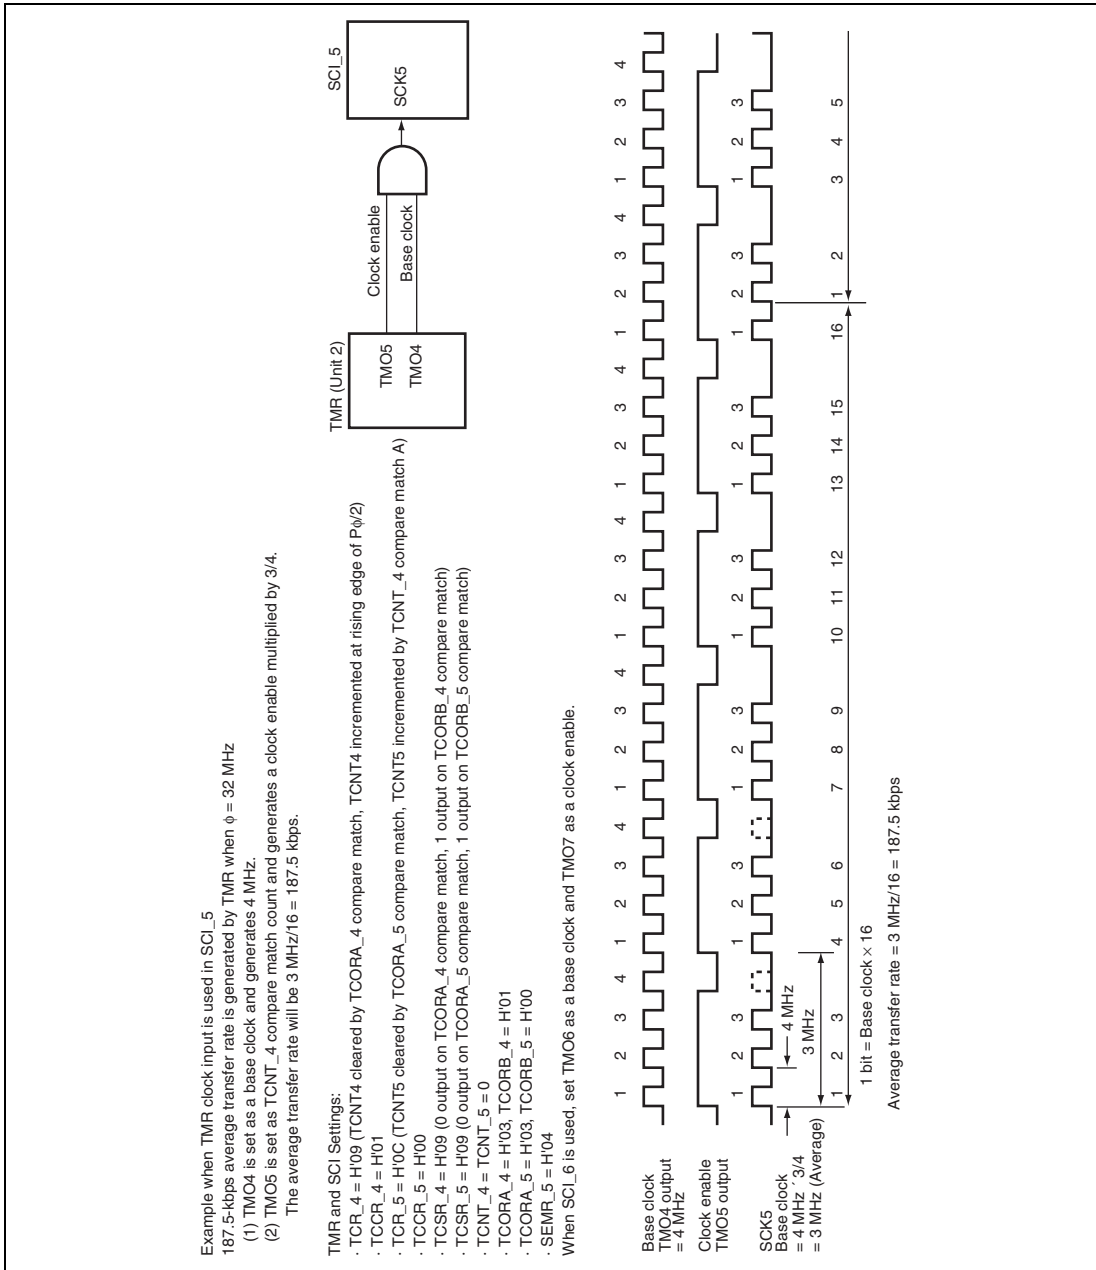 Example when TMR clock input is used in SCI_5
187.5-kbps average transfer rate is generated by TMR when ϕ = 32 MHz
(1) TMO4 is set as a base clock and generates 4 MHz.
(2) TMO5 is set as TCNT_4 compare match count and generates a clock enable multiplied by 3/4.
The average transfer rate will be 3 MHz/16 = 187.5 kbps.
TMR and SCI Settings:
· TCR_4 = H'09 (TCNT4 cleared by TCORA_4 compare match, TCNT4 incremented at rising edge of Pϕ/2)
· TCCR_4 = H'01
· TCR_5 = H'0C (TCNT5 cleared by TCORA_5 compare match, TCNT5 incremented by TCNT_4 compare match A)
· TCCR_5 = H'00
· TCSR_4 = H'09 (0 output on TCORA_4 compare match, 1 output on TCORB_4 compare match)
· TCSR_5 = H'09 (0 output on TCORA_5 compare match, 1 output on TCORB_5 compare match)
· TCNT_4 = TCNT_5 = 0
· TCORA_4 = H'03, TCORB_4 = H'01
· TCORA_5 = H'03, TCORB_5 = H'00
· SEMR_5 = H'04
When SCI_6 is used, set TMO6 as a base clock and TMO7 as a clock enable.
TMR (Unit 2)
TMO5
TMO4
Clock enable
Base clock
SCI_5
SCK5
1 2 3 4 1 2 3 4 1 2 3 4 1 2 3 4 1 2 3 4 1 2 3 4 1 2 3 4
Base clock
TMO4 output
= 4 MHz
Clock enable
TMO5 output
1 2 3 1 2 3 1 2 3 1 2 3 1 2 3 1 2 3 1 2 3
SCK5
Base clock
= 4 MHz ´ 3/4
= 3 MHz (Average)
4 MHz
3 MHz
1 2 3 4 5 6 7 8 9 10 11 12 13 14 15 16 1 2 3 4 5
1 bit = Base clock × 16
Average transfer rate = 3 MHz/16 = 187.5 kbps